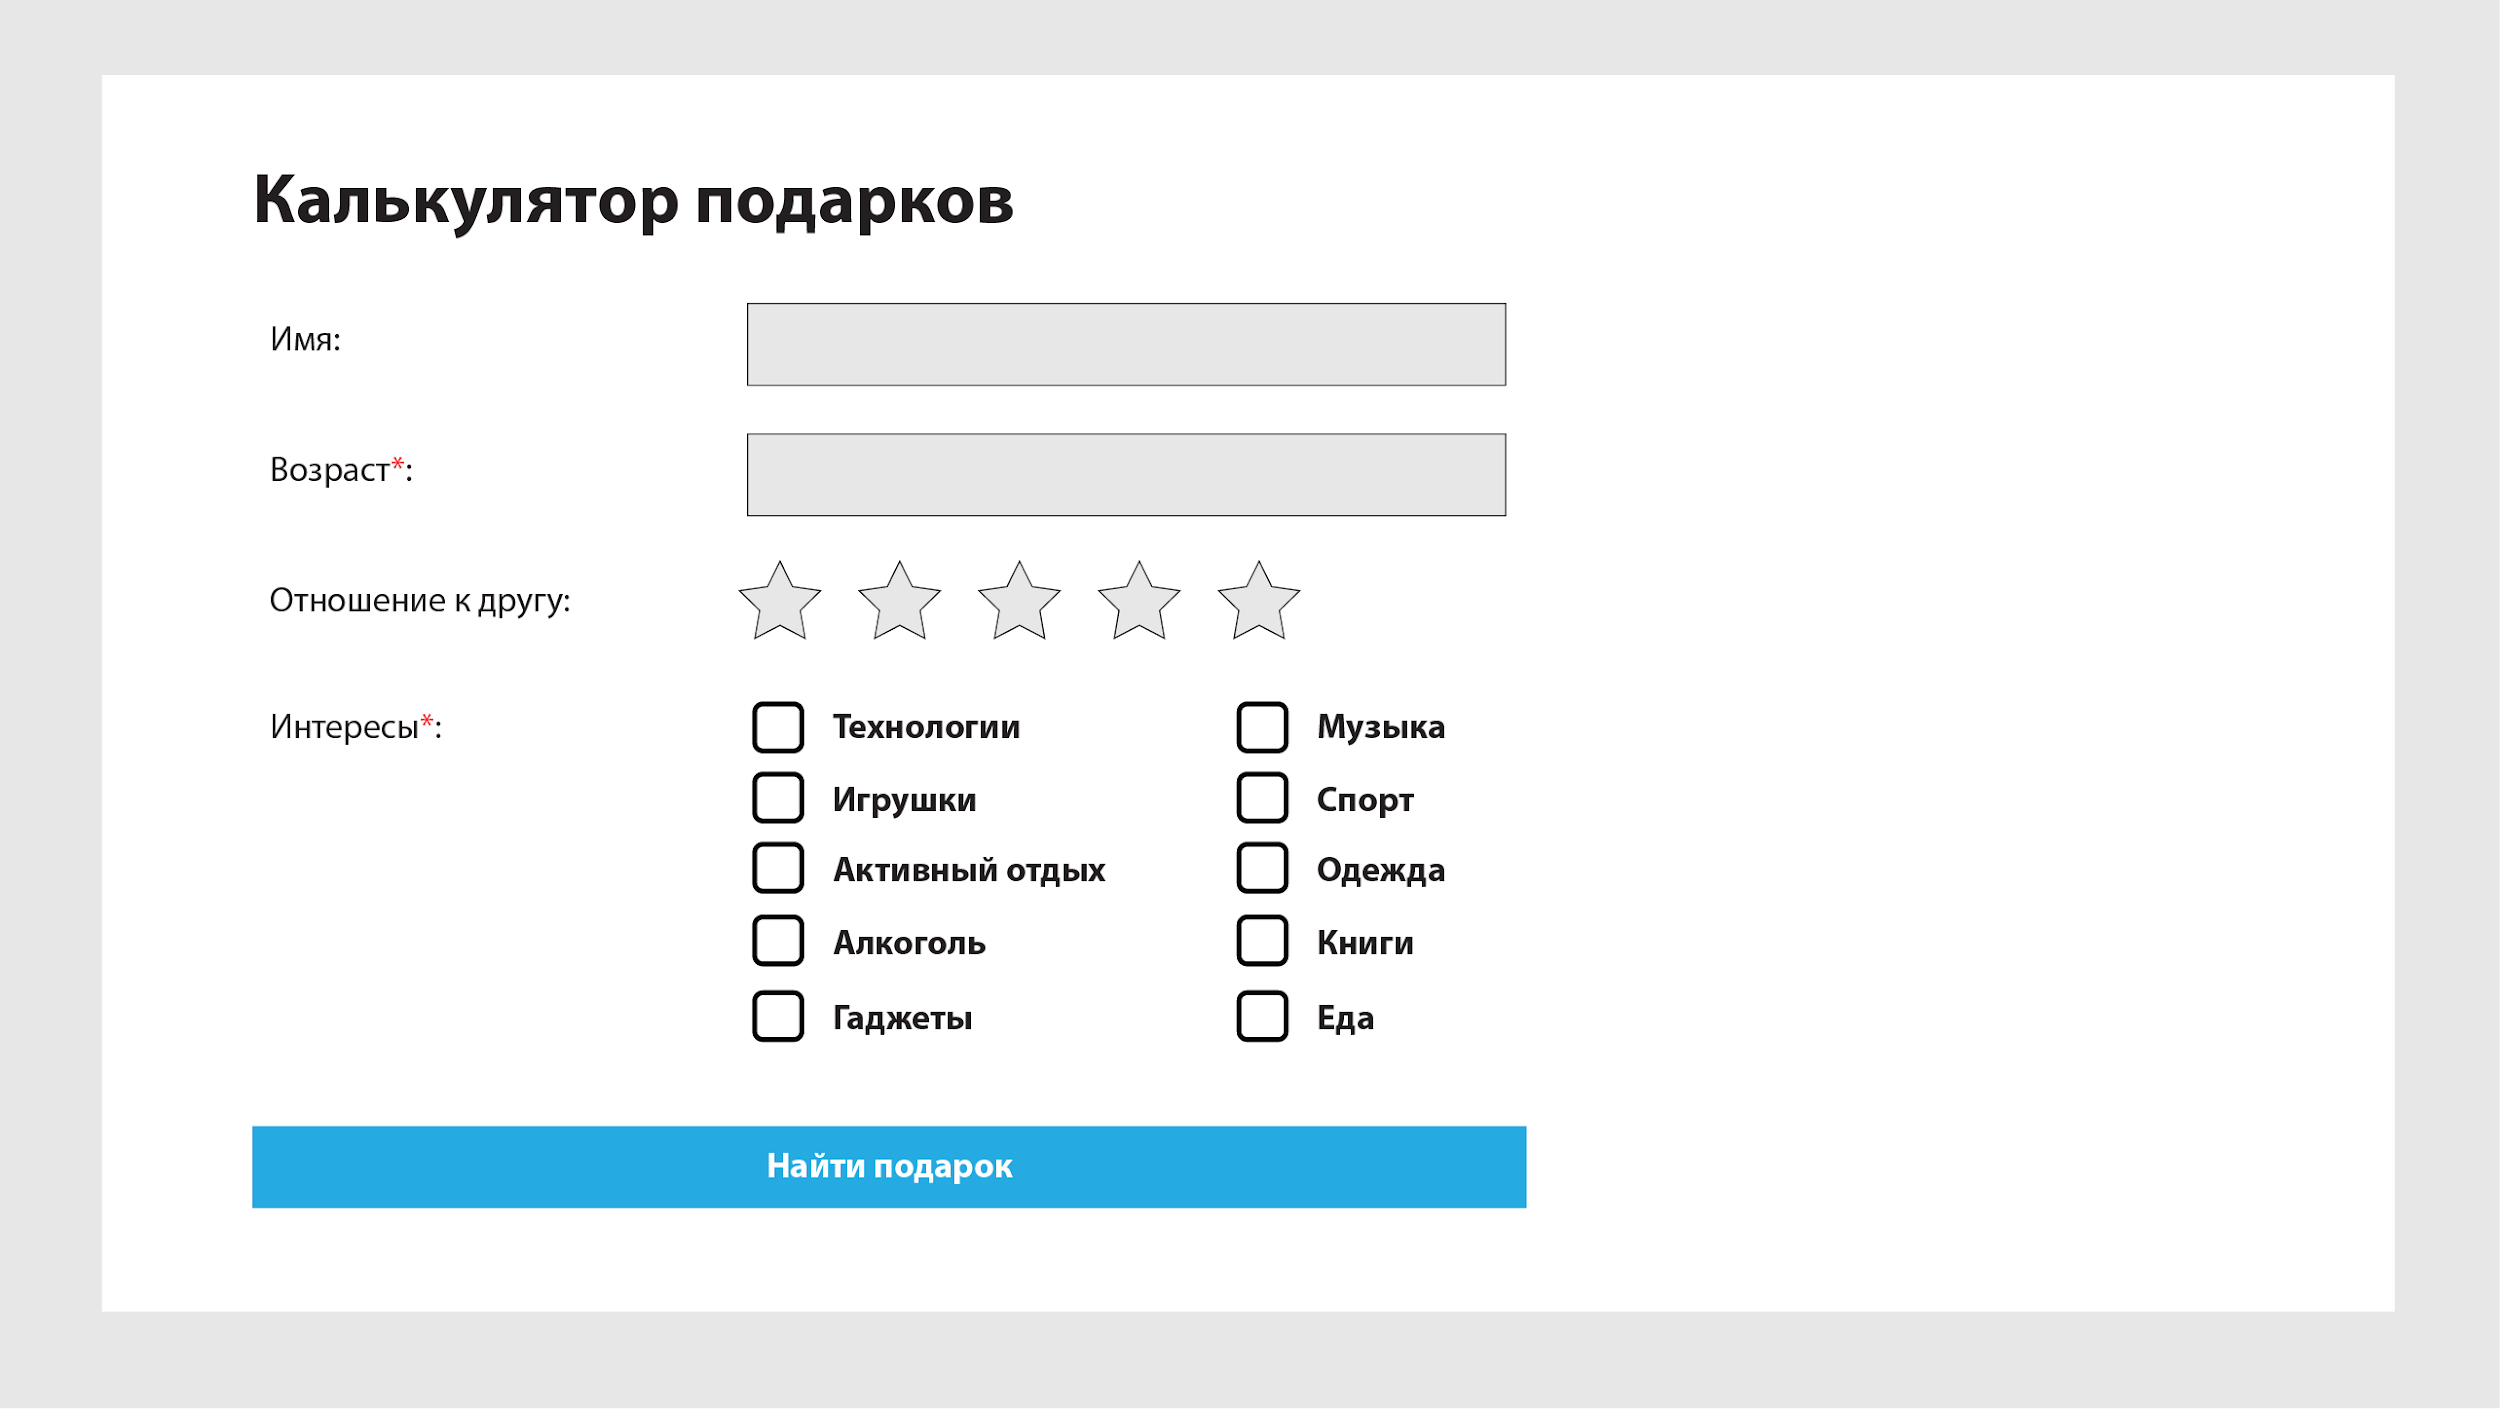 Калькулятор подарков
Имя:
Возраст*:
Отношение к другу:
Интересы*:
Технологии
Музыка
Игрушки
Спорт
Активный отдых
Одежда
Алкоголь
Книги
Гаджеты
Еда
Найти подарок